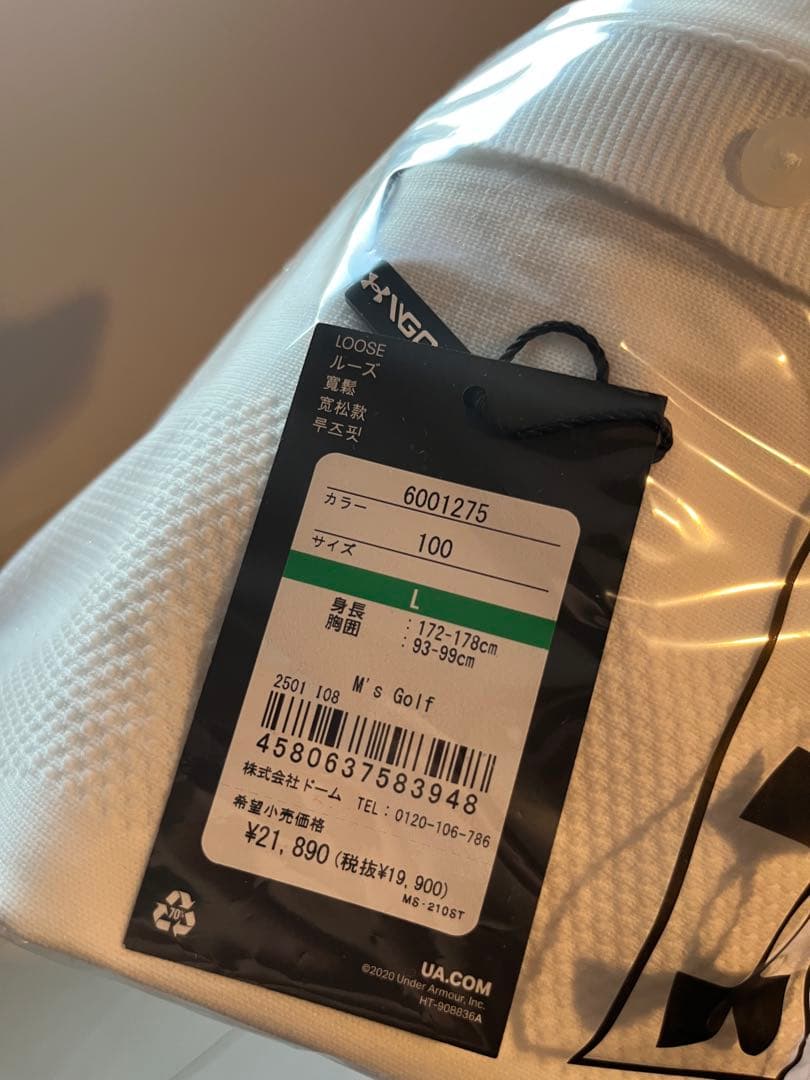 LOOSE
ルーズ
寬鬆
宽松款
루즈핏
6001275
カラー 100
サイズ
L
身長 : 172-178cm
胸囲 : 93-99cm
M's Golf
2501 I08
4580637583948
株式会社ドーム TEL : 0120-106-786
希望小売価格
¥21,890 (税抜¥19,900)
MS-210ST
70%
UA.COM
©2020 Under Armour, Inc.
HT-908836A